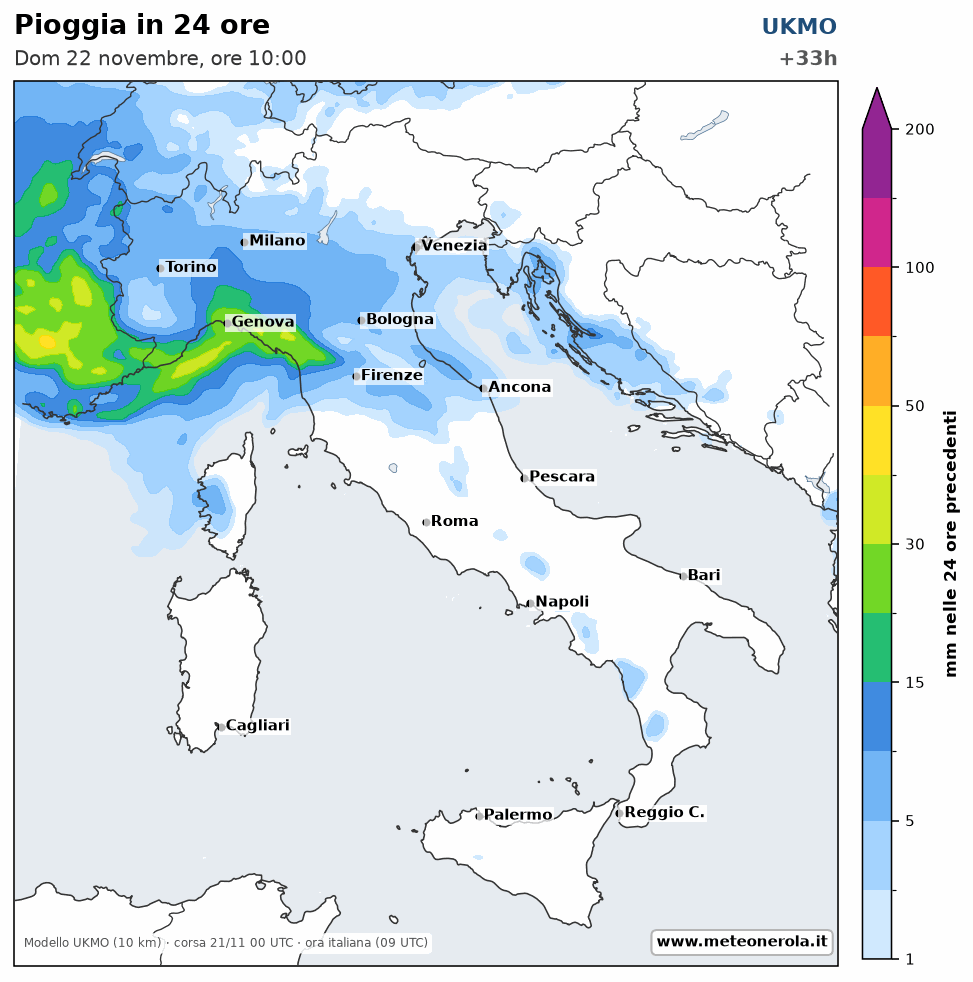 Pioggia in 24 ore
UKMO
Dom 22 novembre, ore 10:00
+33h
Milano
Venezia
Torino
Genova
Bologna
Firenze
Ancona
Pescara
Roma
Bari
Napoli
Cagliari
Palermo
Reggio C.
Modello UKMO (10 km) · corsa 21/11 00 UTC · ora italiana (09 UTC)
www.meteonerola.it
200
100
50
30
15
5
1
mm nelle 24 ore precedenti